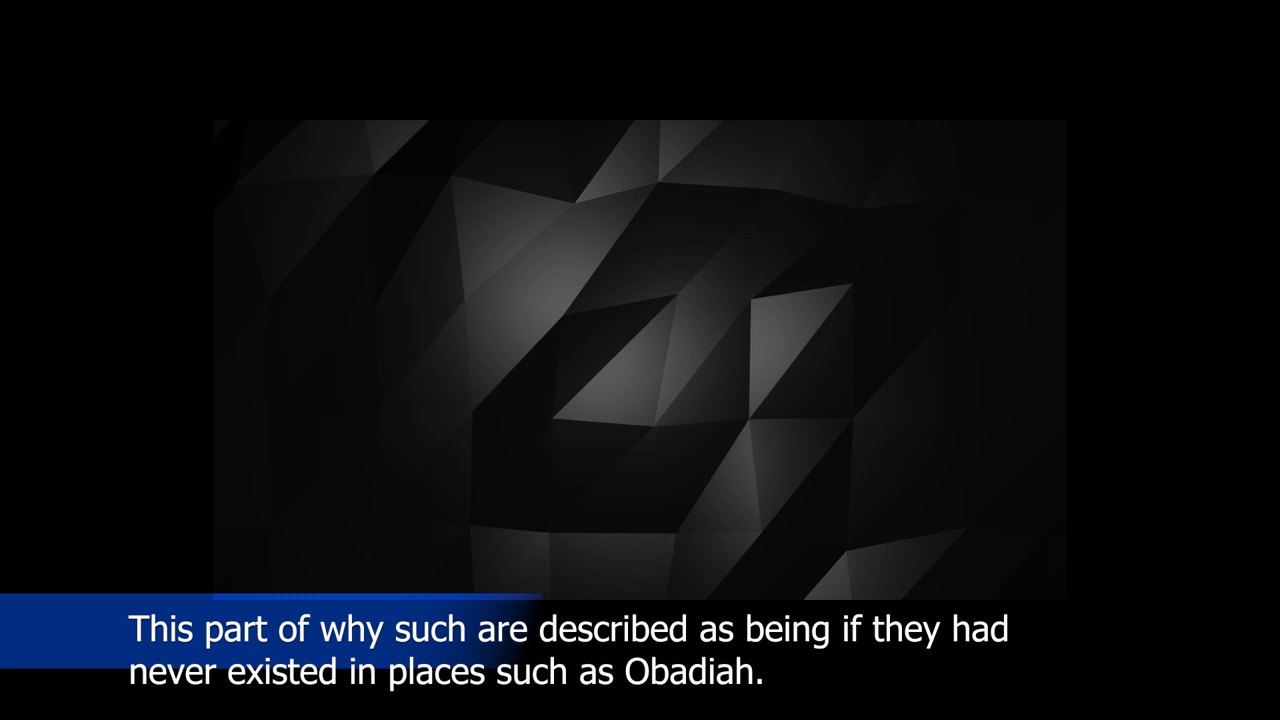 This part of why such are described as being if they had
never existed in places such as Obadiah.